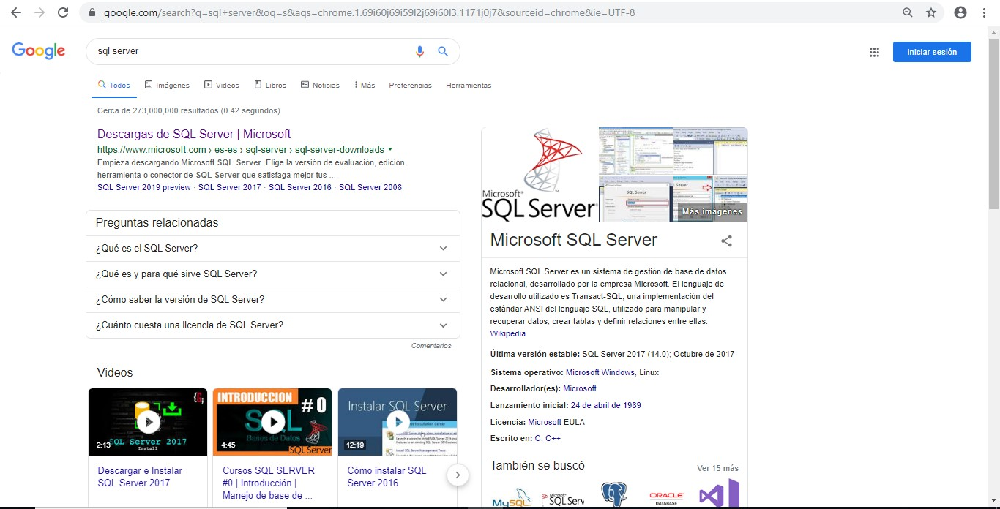 google.com/search?q=sql+server&oq=s&aqs=chrome.1.69i60j69i59l2j69i60l3.1171j0j7&sourceid=chrome&ie=UTF-8
Google
sql server
Iniciar sesión
Todos
Imágenes
Videos
Libros
Noticias
Más
Preferencias
Herramientas
Cerca de 273,000,000 resultados (0.42 segundos)
Descargas de SQL Server | Microsoft
https://www.microsoft.com › es-es › sql-server › sql-server-downloads
Empieza descargando Microsoft SQL Server. Elige la versión de evaluación, edición,
herramienta o conector de SQL Server que satisfaga mejor tus ...
SQL Server 2019 preview · SQL Server 2017 · SQL Server 2016 · SQL Server 2008
Preguntas relacionadas
¿Qué es el SQL Server?
¿Qué es y para qué sirve SQL Server?
¿Cómo saber la versión de SQL Server?
¿Cuánto cuesta una licencia de SQL Server?
Comentarios
Videos
SQL Server 2017
Install
2:13
Descargar e Instalar
SQL Server 2017
INTRODUCCION
#0
SQL
Bases de Datos
SQLServer
4:45
Cursos SQL SERVER
#0 | Introducción |
Manejo de base de ...
Instalar SQL Server
12:19
Cómo instalar SQL
Server 2016
Microsoft®
SQL Server®
Más imágenes
Microsoft SQL Server
Microsoft SQL Server es un sistema de gestión de base de datos
relacional, desarrollado por la empresa Microsoft. El lenguaje de
desarrollo utilizado es Transact-SQL, una implementación del
estándar ANSI del lenguaje SQL, utilizado para manipular y
recuperar datos, crear tablas y definir relaciones entre ellas.
Wikipedia
Última versión estable: SQL Server 2017 (14.0); Octubre de 2017
Sistema operativo: Microsoft Windows, Linux
Desarrollador(es): Microsoft
Lanzamiento inicial: 24 de abril de 1989
Licencia: Microsoft EULA
Escrito en: C, C++
También se buscó
Ver 15 más
MySQL
SQL Serv
ORACLE
DATABASE